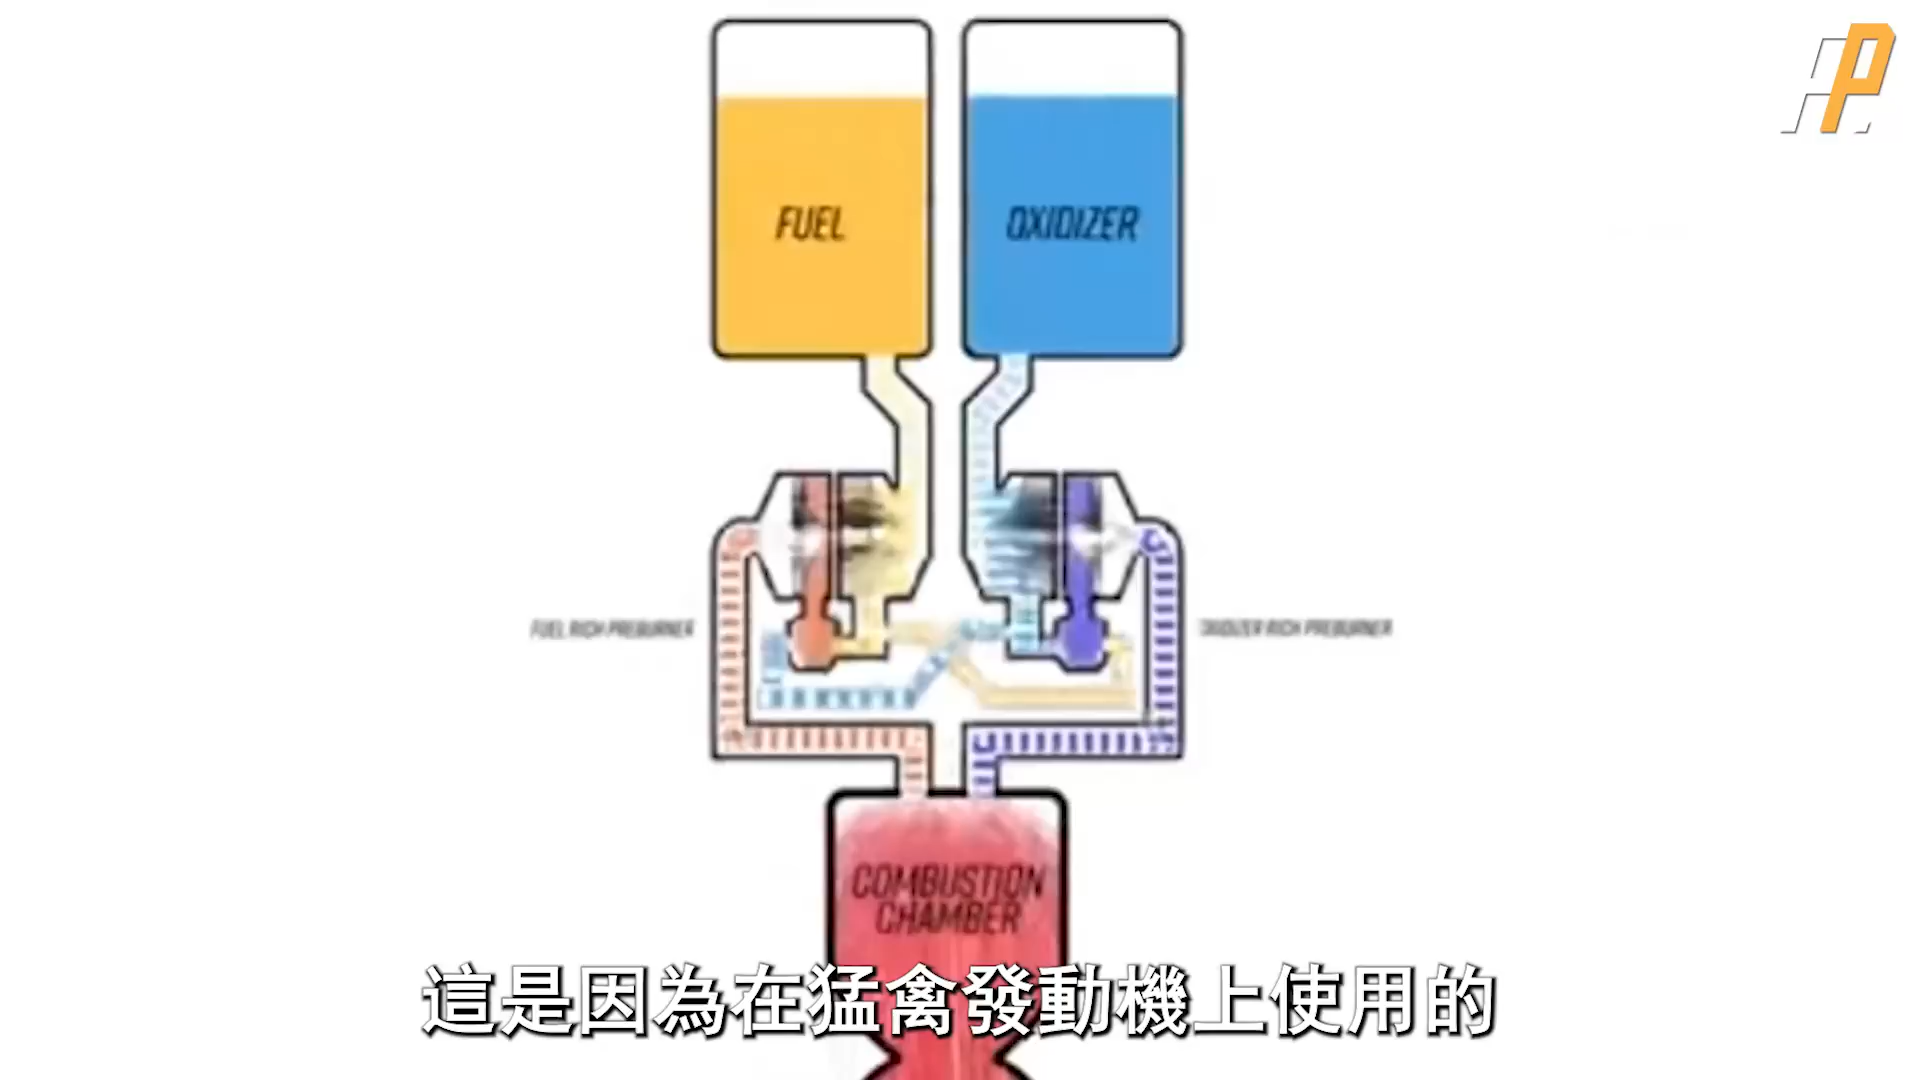 FUEL
OXIDIZER
FUEL RICH PREBURNER
OXIDIZER RICH PREBURNER
COMBUSTION
CHAMBER
這是因為在猛禽發動機上使用的